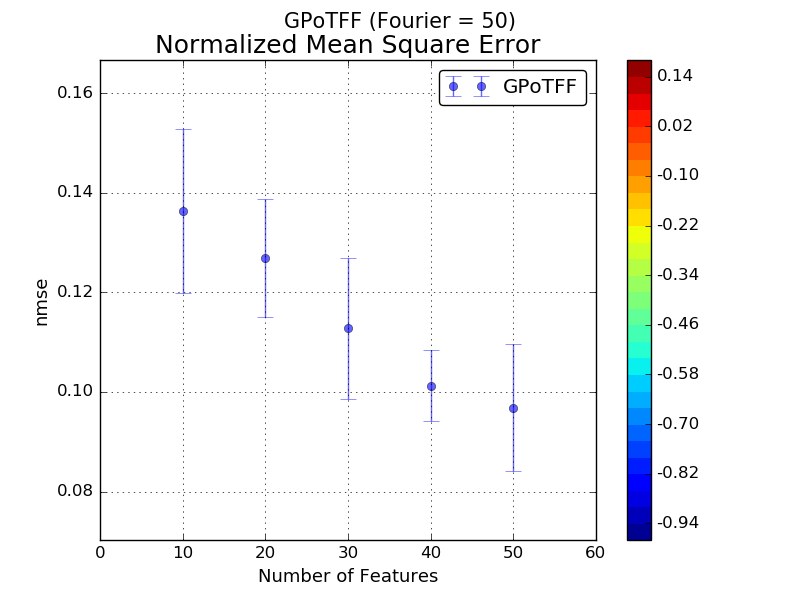 GPoTFF (Fourier = 50)
Normalized Mean Square Error
GPoTFF
nmse
0.16
0.14
0.12
0.10
0.08
0 10 20 30 40 50 60
Number of Features
0.14
0.02
-0.10
-0.22
-0.34
-0.46
-0.58
-0.70
-0.82
-0.94